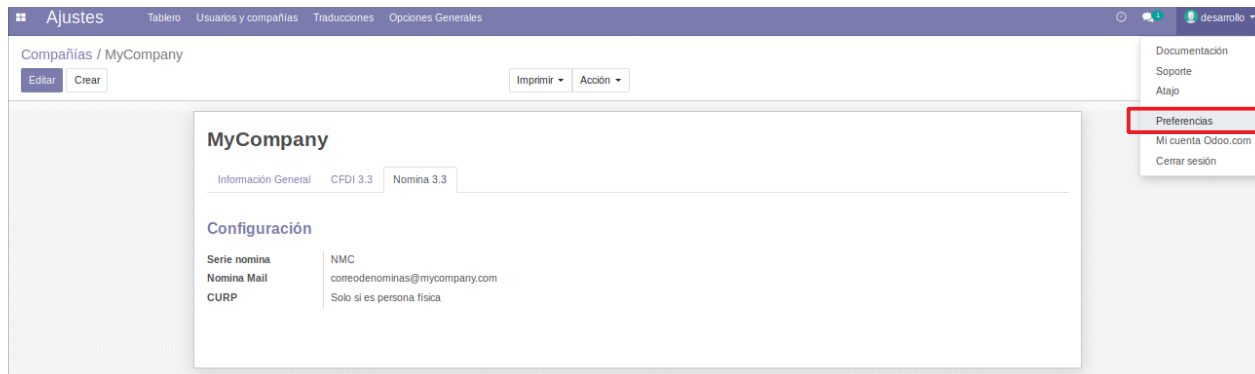 Ajustes Tablero Usuarios y compañías Traducciones Opciones Generales 1 desarrollo
Compañías / MyCompany
Editar Crear Imprimir Acción
Documentación
Soporte
Atajo
Preferencias
Mi cuenta Odoo.com
Cerrar sesión
MyCompany
Información General CFDI 3.3 Nomina 3.3
Configuración
Serie nomina NMC
Nomina Mail correodenominas@mycompany.com
CURP Solo si es persona física